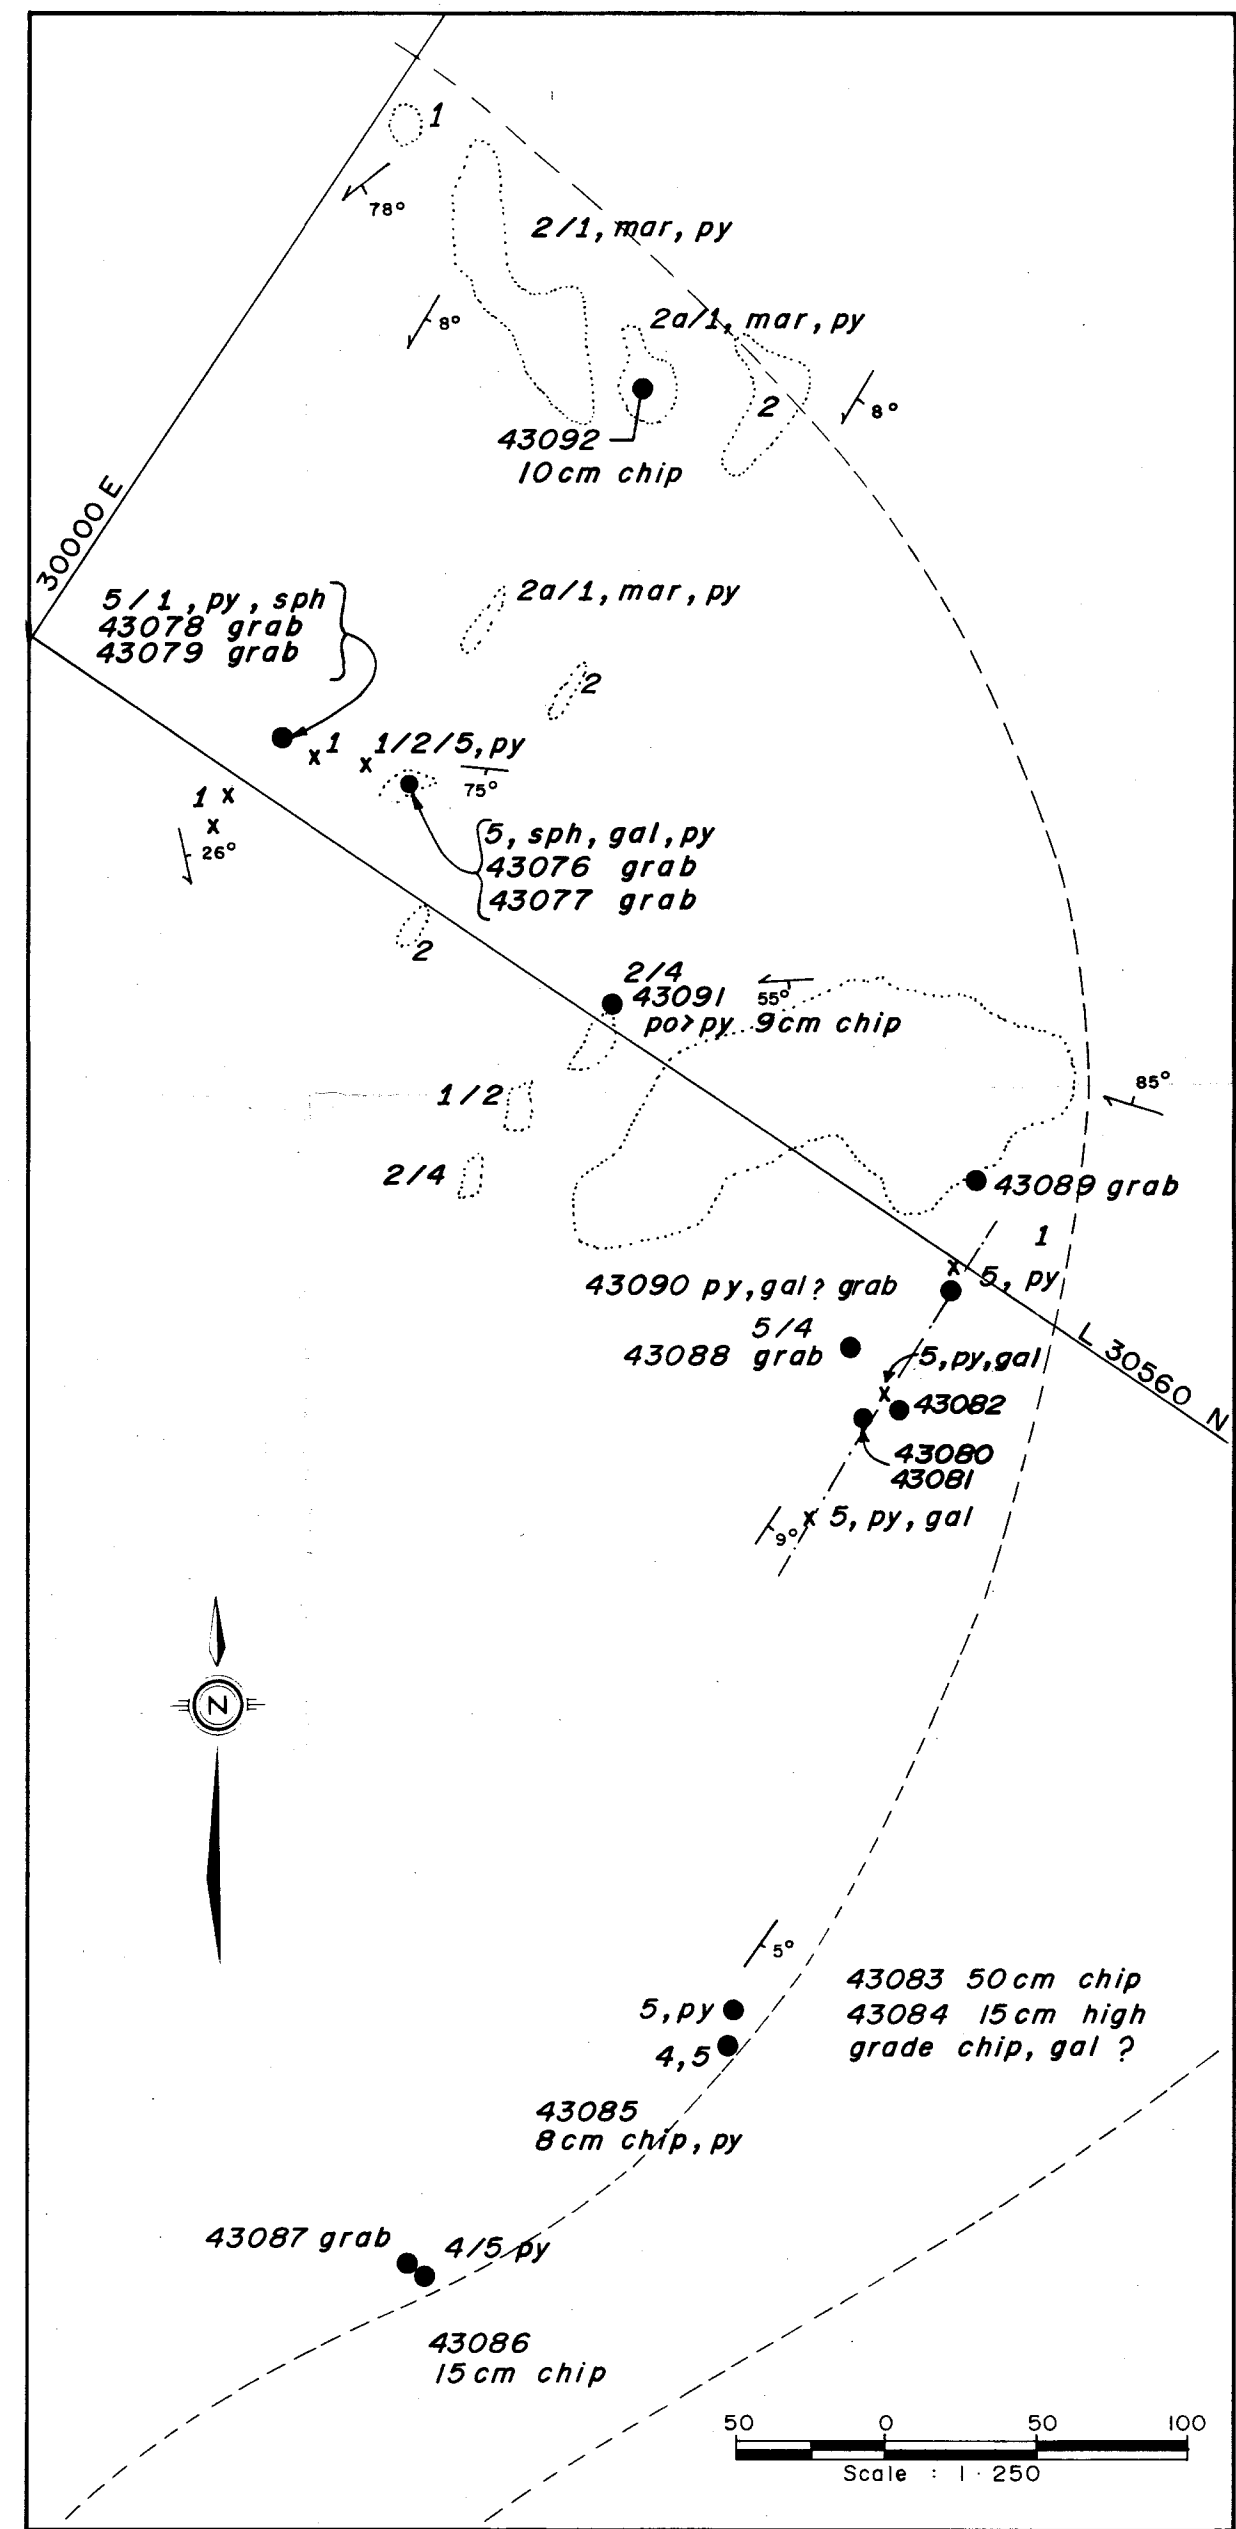 1
78°
2/1, mar, py
8°
2a/1, mar, py
2
8°
43092
10cm chip
30000 E
5/1, py, sph
43078 grab
43079 grab
2a/1, mar, py
2
1
1/2/5, py
75°
1
26°
5, sph, gal, py
43076 grab
43077 grab
2
2/4
43091
55°
po>py 9cm chip
1/2
85°
2/4
43089 grab
1
5, py
43090 py, gal? grab
5/4
43088 grab
L 30560 N
5, py, gal
43082
43080
43081
9°
5, py, gal
N
5°
43083 50cm chip
43084 15cm high
grade chip, gal ?
5, py
4, 5
43085
8cm chip, py
43087 grab
4/5 py
43086
15cm chip
50 0 50 100
Scale : 1 · 250